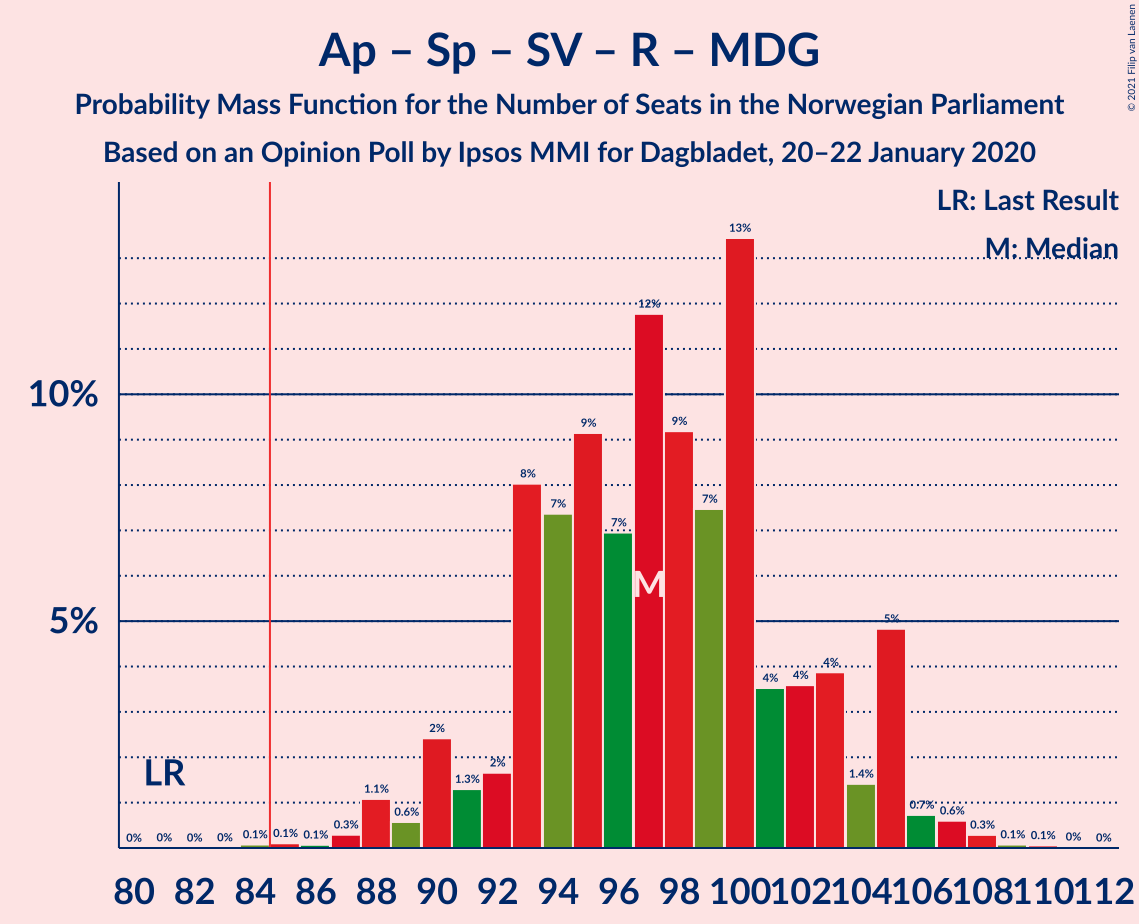 Ap – Sp – SV – R – MDG
Probability Mass Function for the Number of Seats in the Norwegian Parliament
Based on an Opinion Poll by Ipsos MMI for Dagbladet, 20–22 January 2020
© 2021 Filip van Laenen
LR: Last Result
M: Median
10%
5%
LR
M
0% 0% 0% 0% 0.1% 0.1% 0.1% 0.3% 1.1% 0.6% 2% 1.3% 2% 8% 7% 9% 7% 12% 9% 7% 13% 4% 4% 4% 1.4% 5% 0.7% 0.6% 0.3% 0.1% 0.1% 0% 0%
80 82 84 86 88 90 92 94 96 98 100 102 104 106 108 110 112